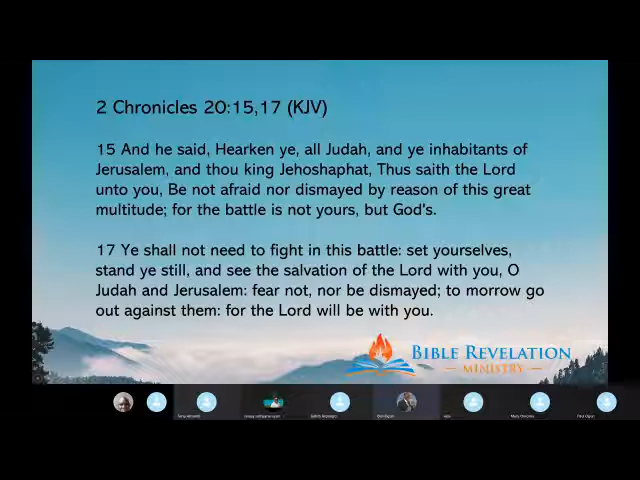 2 Chronicles 20:15,17 (KJV)
15 And he said, Hearken ye, all Judah, and ye inhabitants of
Jerusalem, and thou king Jehoshaphat, Thus saith the Lord
unto you, Be not afraid nor dismayed by reason of this great
multitude; for the battle is not yours, but God's.
17 Ye shall not need to fight in this battle: set yourselves,
stand ye still, and see the salvation of the Lord with you, O
Judah and Jerusalem: fear not, nor be dismayed; to morrow go
out against them: for the Lord will be with you.
BIBLE REVELATION
MINISTRY